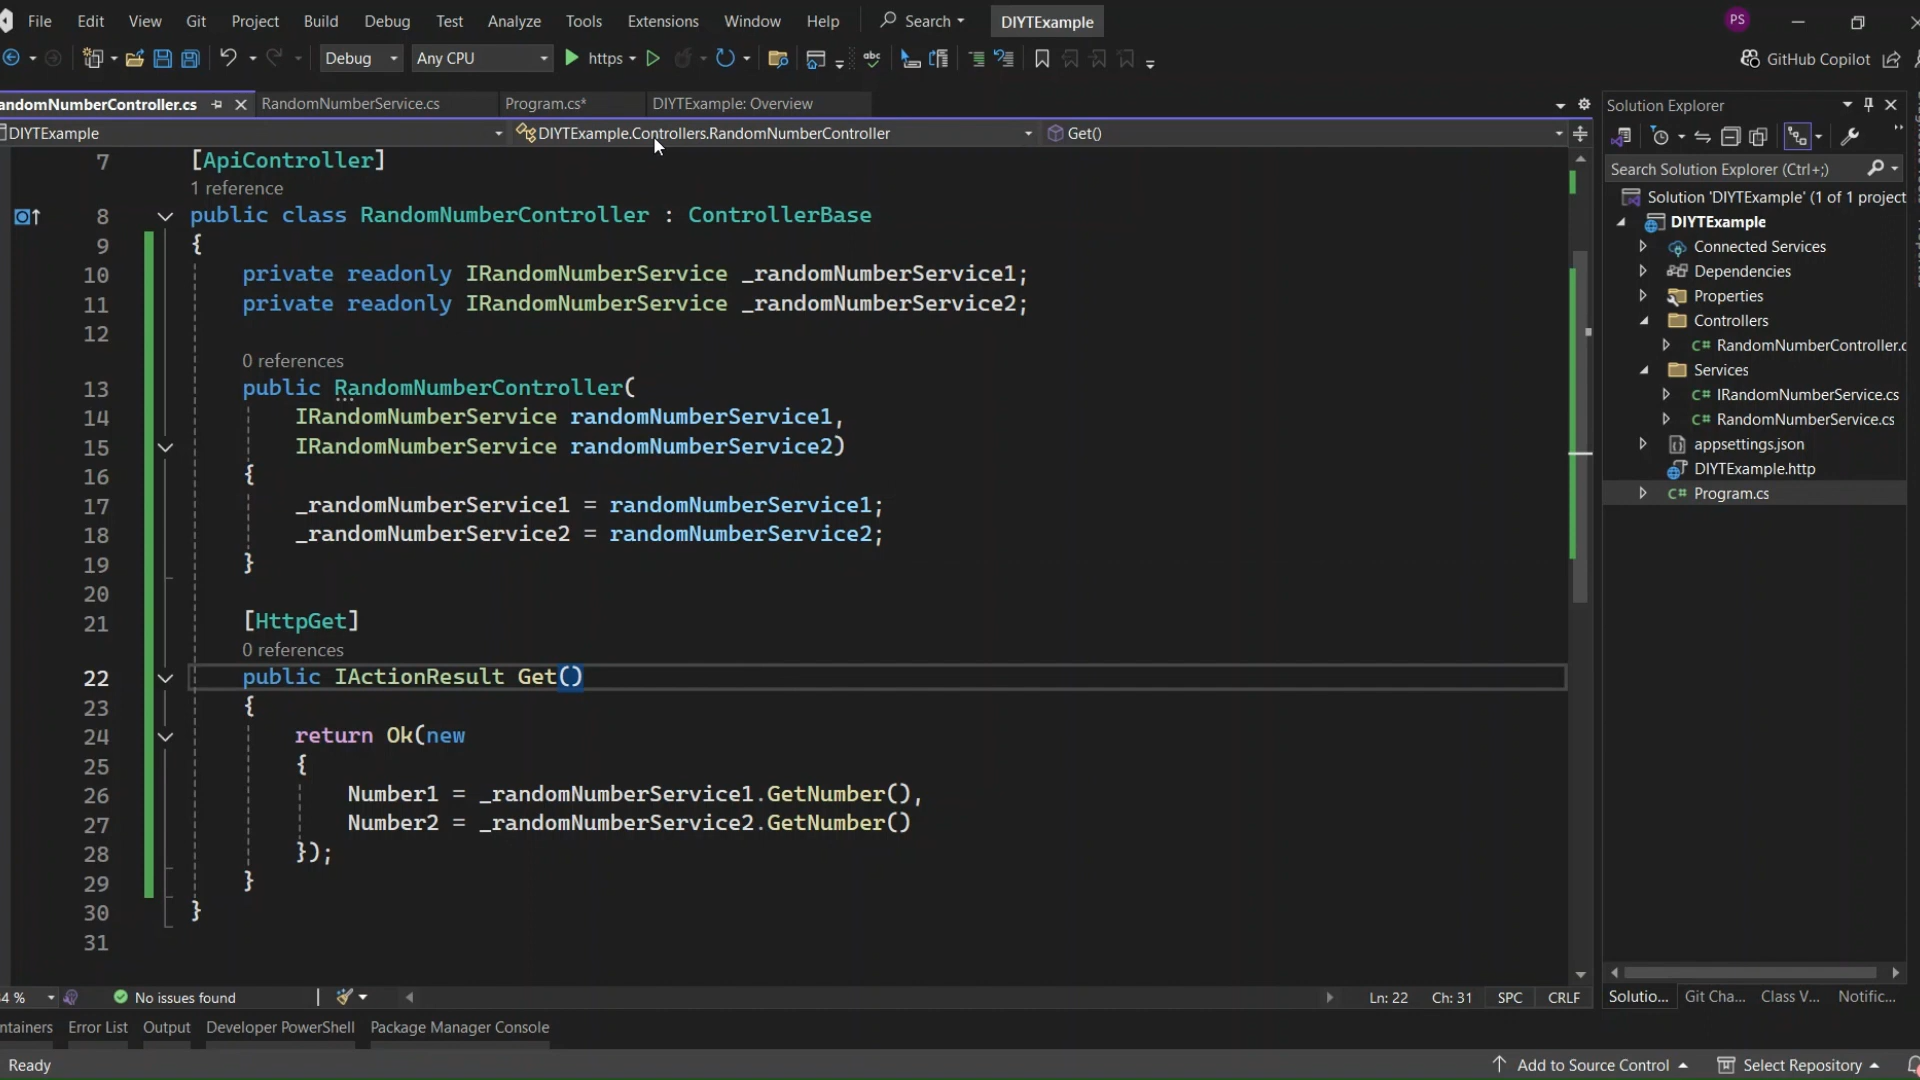 File Edit View Git Project Build Debug Test Analyze Tools Extensions Window Help Search DIYTExample PS
Debug Any CPU https GitHub Copilot
andomNumberController.cs RandomNumberService.cs Program.cs* DIYTExample: Overview
DIYTExample DIYTExample.Controllers.RandomNumberController Get()
7 [ApiController]
1 reference
8 public class RandomNumberController : ControllerBase
9 {
10 private readonly IRandomNumberService _randomNumberService1;
11 private readonly IRandomNumberService _randomNumberService2;
12
0 references
13 public RandomNumberController(
14 IRandomNumberService randomNumberService1,
15 IRandomNumberService randomNumberService2)
16 {
17 _randomNumberService1 = randomNumberService1;
18 _randomNumberService2 = randomNumberService2;
19 }
20
21 [HttpGet]
0 references
22 public IActionResult Get()
23 {
24 return Ok(new
25 {
26 Number1 = _randomNumberService1.GetNumber(),
27 Number2 = _randomNumberService2.GetNumber()
28 });
29 }
30 }
31
4 % No issues found Ln: 22 Ch: 31 SPC CRLF
ntainers Error List Output Developer PowerShell Package Manager Console
Ready Add to Source Control Select Repository
Solution Explorer
Search Solution Explorer (Ctrl+;)
Solution 'DIYTExample' (1 of 1 project
DIYTExample
Connected Services
Dependencies
Properties
Controllers
C# RandomNumberController.c
Services
C# IRandomNumberService.cs
C# RandomNumberService.cs
appsettings.json
DIYTExample.http
C# Program.cs
Solutio... Git Cha... Class V... Notific...